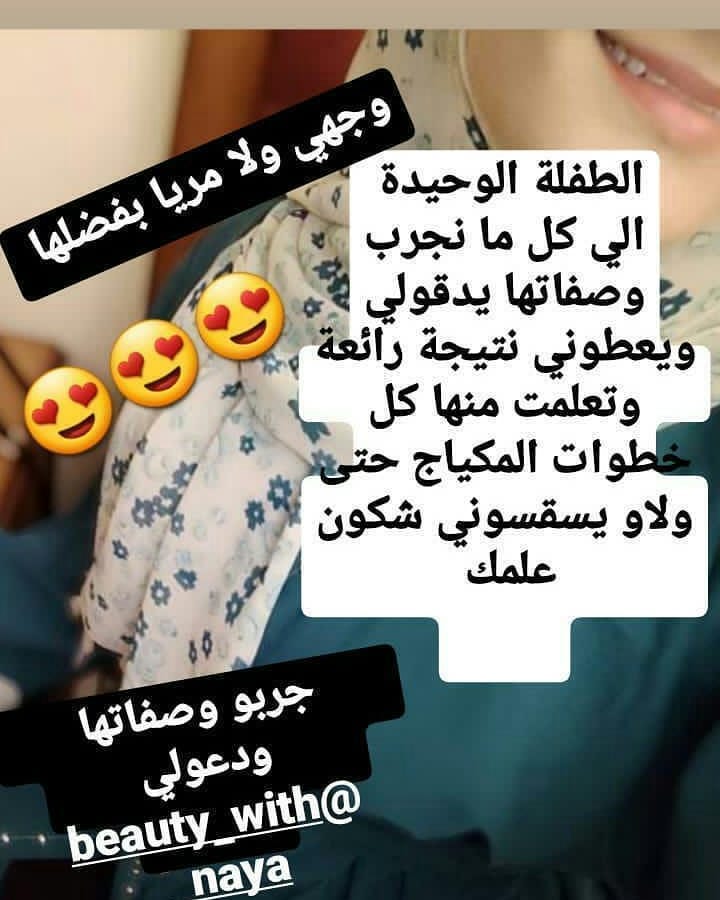 وجهي ولا مريا بفضلها
الطفلة الوحيدة
الي كل ما نجرب
وصفاتها يدقولي
ويعطوني نتيجة رائعة
وتعلمت منها كل
خطوات المكياج حتى
ولاو يسقسوني شكون
علمك
جربو وصفاتها
ودعولي
beauty_with@
naya